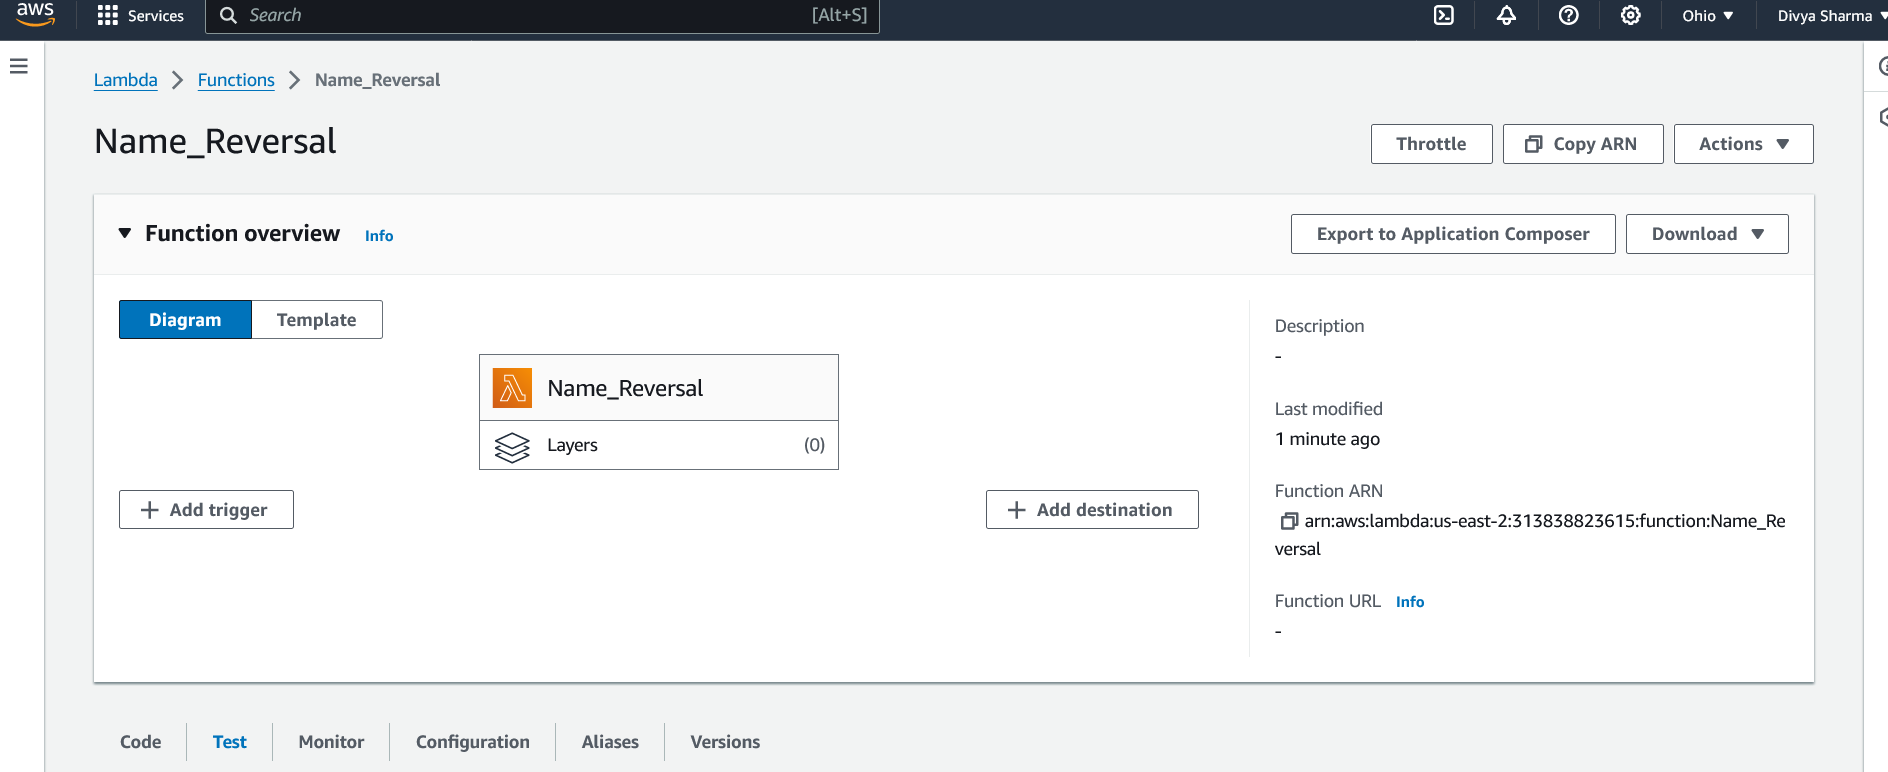 aws Services Search [Alt+S] Ohio Divya Sharma
Lambda Functions Name_Reversal
Name_Reversal
Throttle Copy ARN Actions
Function overview Info
Export to Application Composer Download
Diagram Template
Name_Reversal
Layers (0)
+ Add trigger
+ Add destination
Description
-
Last modified
1 minute ago
Function ARN
arn:aws:lambda:us-east-2:313838823615:function:Name_Re
versal
Function URL Info
-
Code Test Monitor Configuration Aliases Versions